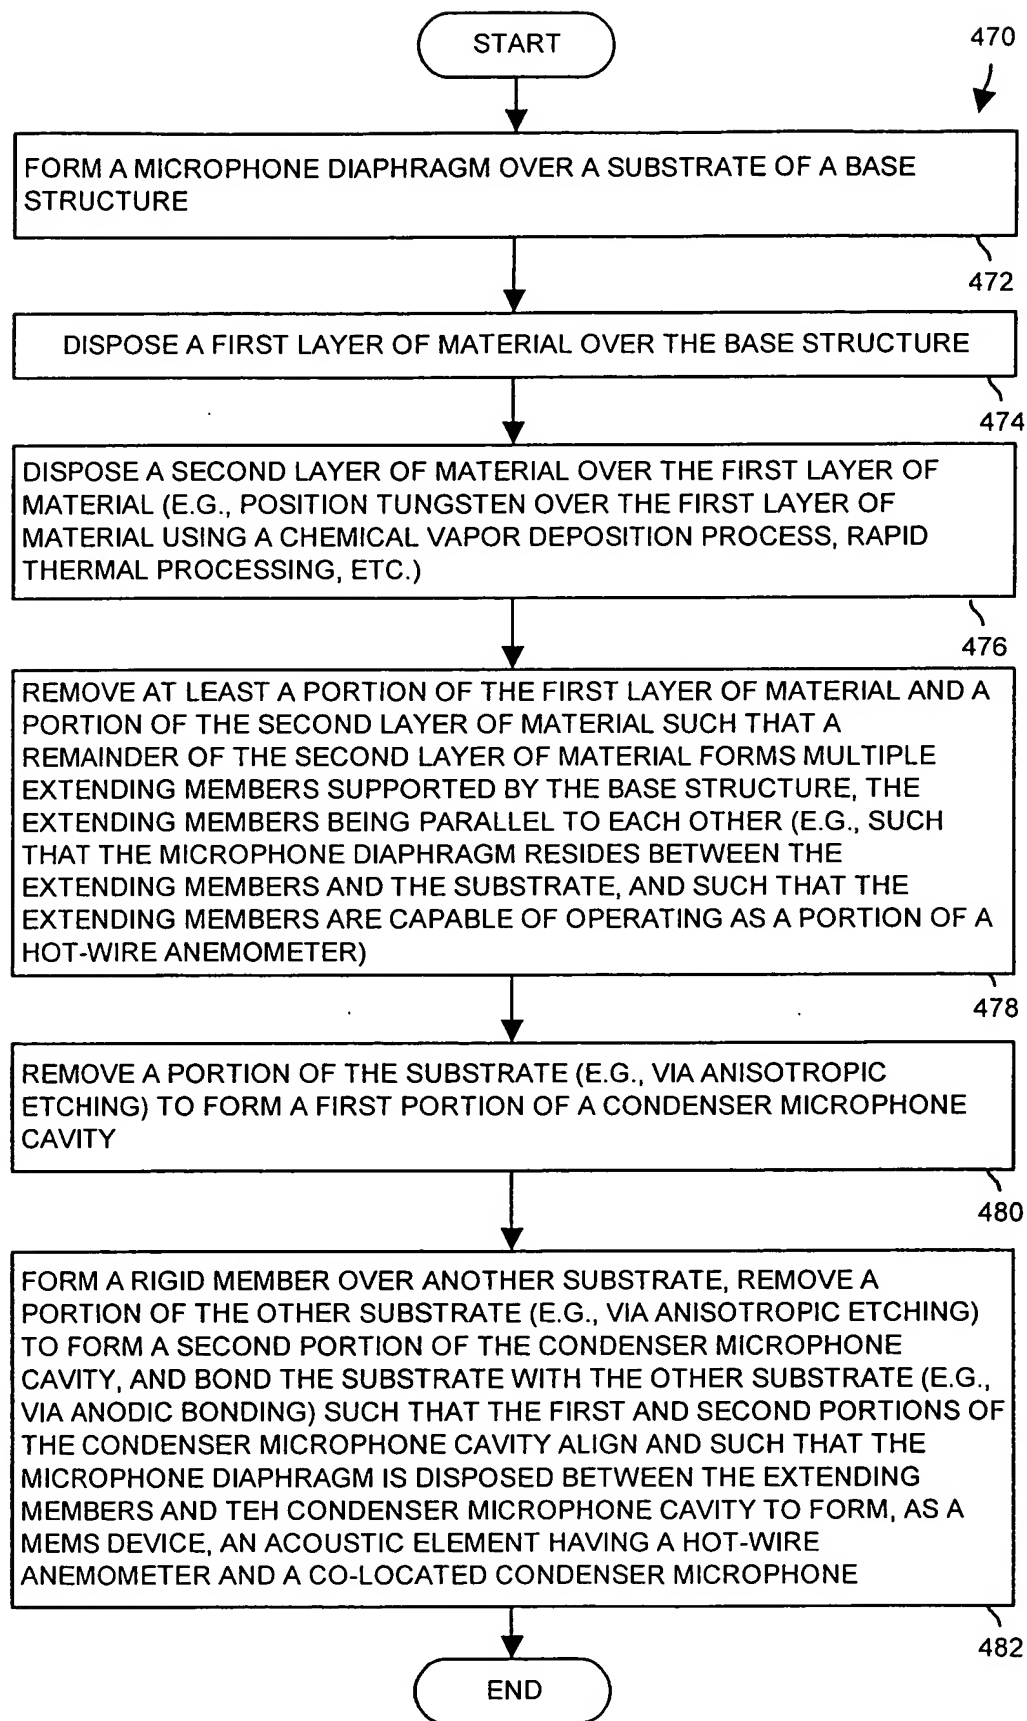 START
470
FORM A MICROPHONE DIAPHRAGM OVER A SUBSTRATE OF A BASE
STRUCTURE
472
DISPOSE A FIRST LAYER OF MATERIAL OVER THE BASE STRUCTURE
474
DISPOSE A SECOND LAYER OF MATERIAL OVER THE FIRST LAYER OF
MATERIAL (E.G., POSITION TUNGSTEN OVER THE FIRST LAYER OF
MATERIAL USING A CHEMICAL VAPOR DEPOSITION PROCESS, RAPID
THERMAL PROCESSING, ETC.)
476
REMOVE AT LEAST A PORTION OF THE FIRST LAYER OF MATERIAL AND A
PORTION OF THE SECOND LAYER OF MATERIAL SUCH THAT A
REMAINDER OF THE SECOND LAYER OF MATERIAL FORMS MULTIPLE
EXTENDING MEMBERS SUPPORTED BY THE BASE STRUCTURE, THE
EXTENDING MEMBERS BEING PARALLEL TO EACH OTHER (E.G., SUCH
THAT THE MICROPHONE DIAPHRAGM RESIDES BETWEEN THE
EXTENDING MEMBERS AND THE SUBSTRATE, AND SUCH THAT THE
EXTENDING MEMBERS ARE CAPABLE OF OPERATING AS A PORTION OF A
HOT-WIRE ANEMOMETER)
478
REMOVE A PORTION OF THE SUBSTRATE (E.G., VIA ANISOTROPIC
ETCHING) TO FORM A FIRST PORTION OF A CONDENSER MICROPHONE
CAVITY
480
FORM A RIGID MEMBER OVER ANOTHER SUBSTRATE, REMOVE A
PORTION OF THE OTHER SUBSTRATE (E.G., VIA ANISOTROPIC ETCHING)
TO FORM A SECOND PORTION OF THE CONDENSER MICROPHONE
CAVITY, AND BOND THE SUBSTRATE WITH THE OTHER SUBSTRATE (E.G.,
VIA ANODIC BONDING) SUCH THAT THE FIRST AND SECOND PORTIONS OF
THE CONDENSER MICROPHONE CAVITY ALIGN AND SUCH THAT THE
MICROPHONE DIAPHRAGM IS DISPOSED BETWEEN THE EXTENDING
MEMBERS AND TEH CONDENSER MICROPHONE CAVITY TO FORM, AS A
MEMS DEVICE, AN ACOUSTIC ELEMENT HAVING A HOT-WIRE
ANEMOMETER AND A CO-LOCATED CONDENSER MICROPHONE
482
END